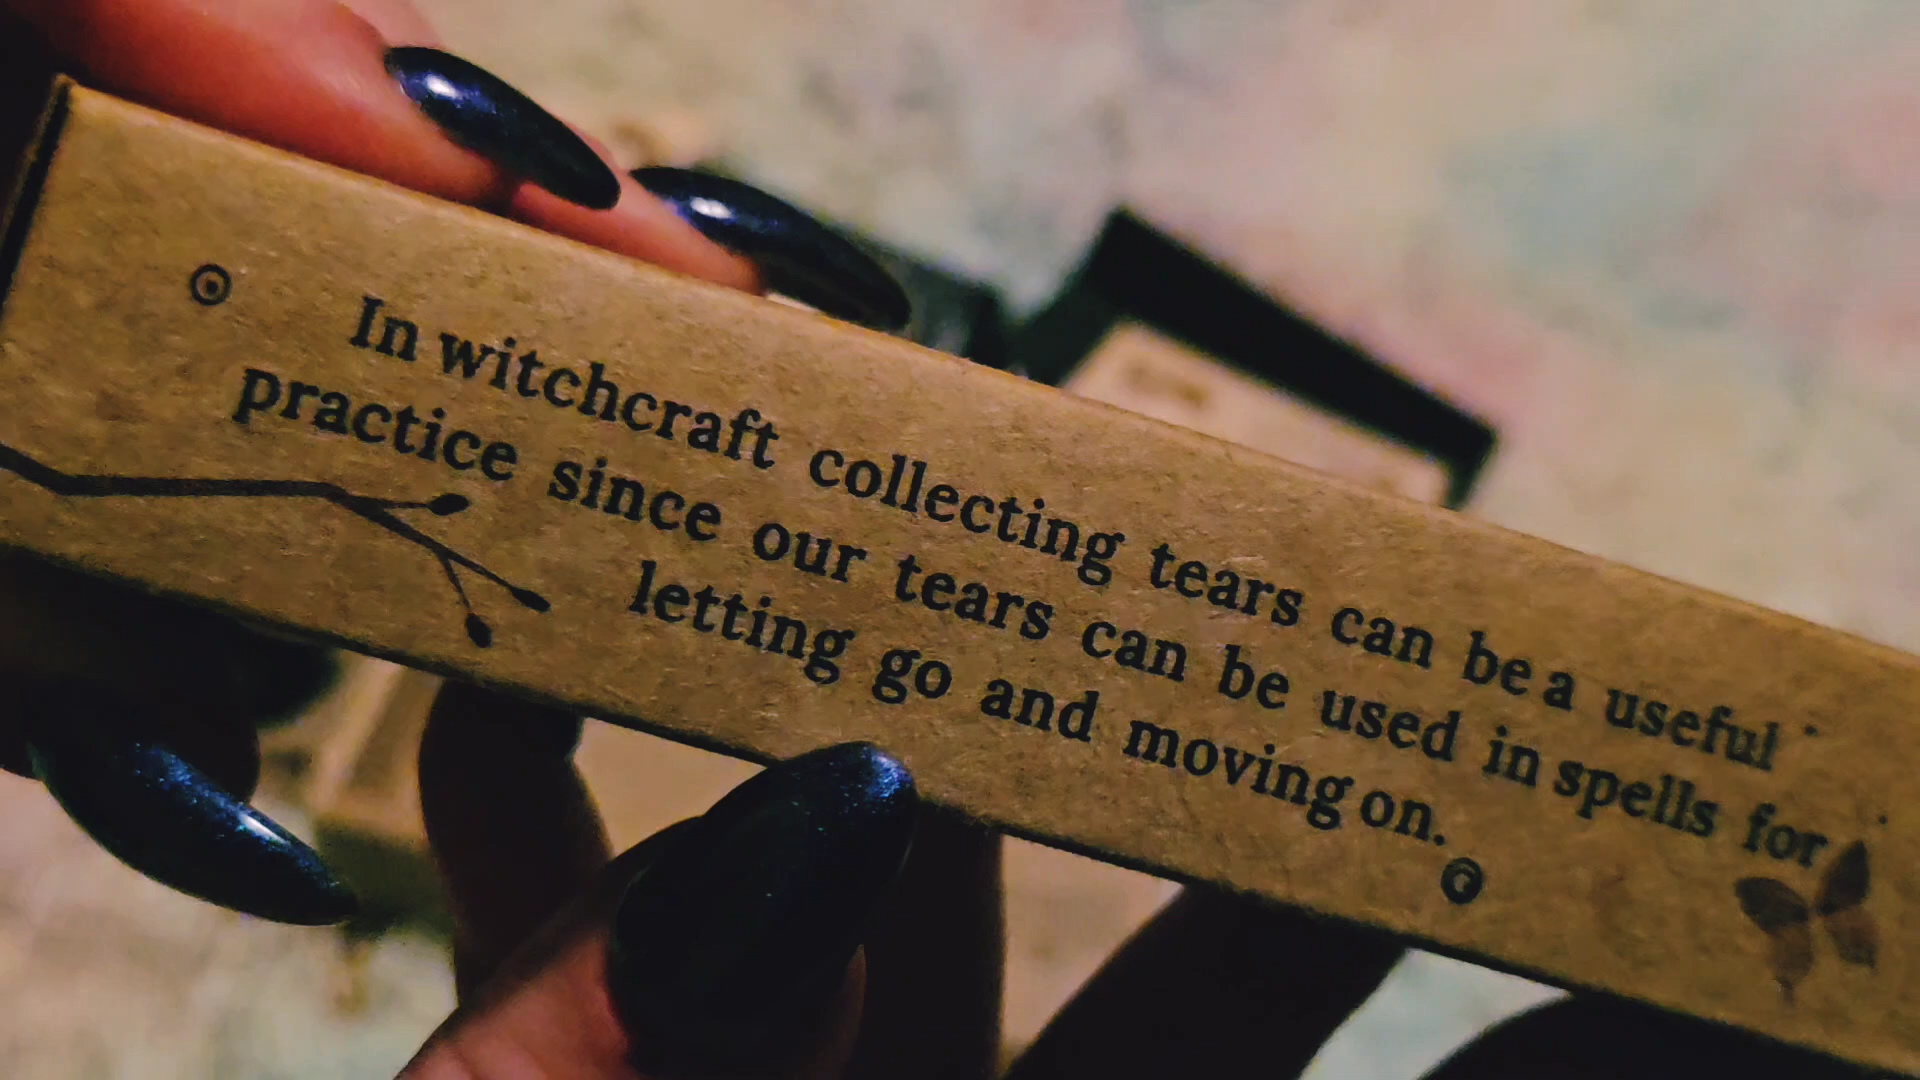 In witchcraft collecting tears can be a useful
practice since our tears can be used in spells for
letting go and moving on.